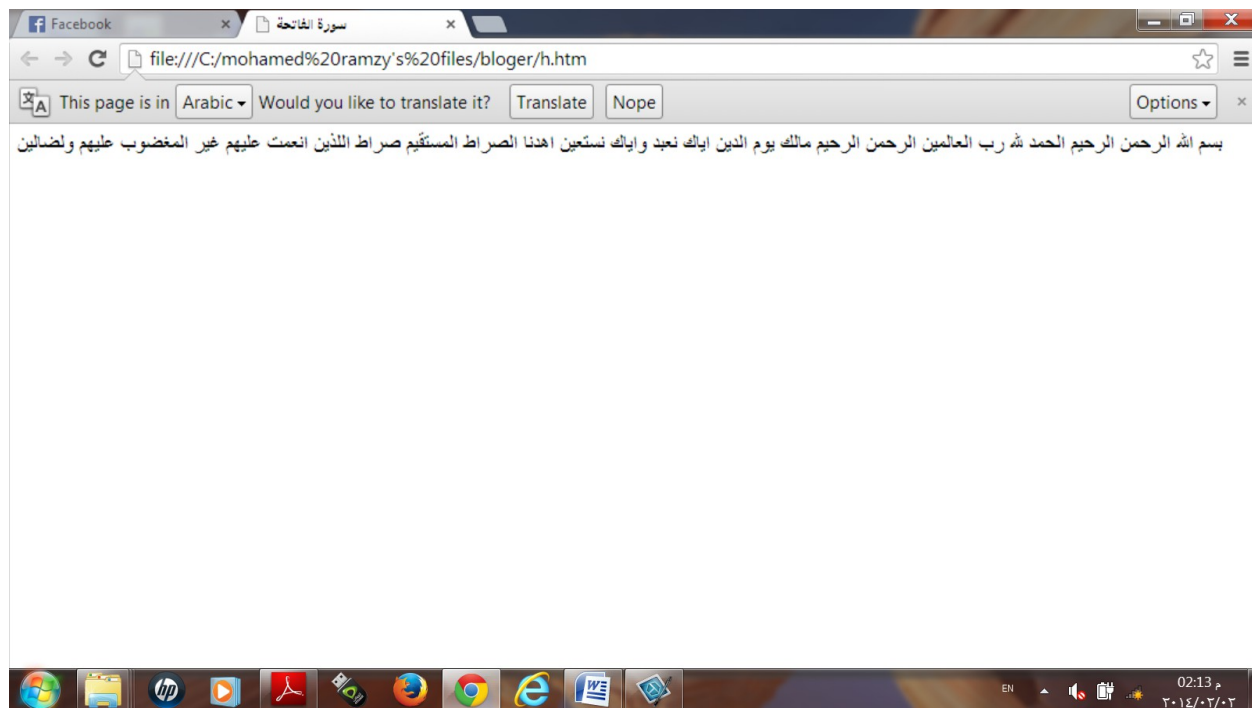 Facebook
سورة الفاتحة
file:///C:/mohamed%20ramzy's%20files/bloger/h.htm
This page is in Arabic Would you like to translate it? Translate Nope Options
بسم الله الرحمن الرحيم الحمد لله رب العالمين الرحمن الرحيم مالك يوم الدين اياك نعبد واياك نستعين اهدنا الصراط المستقيم صراط اللذين انعمت عليهم غير المغضوب عليهم ولضالين
hp
W
EN
02:13 م
٢٠١٤/٠٢/٠٢